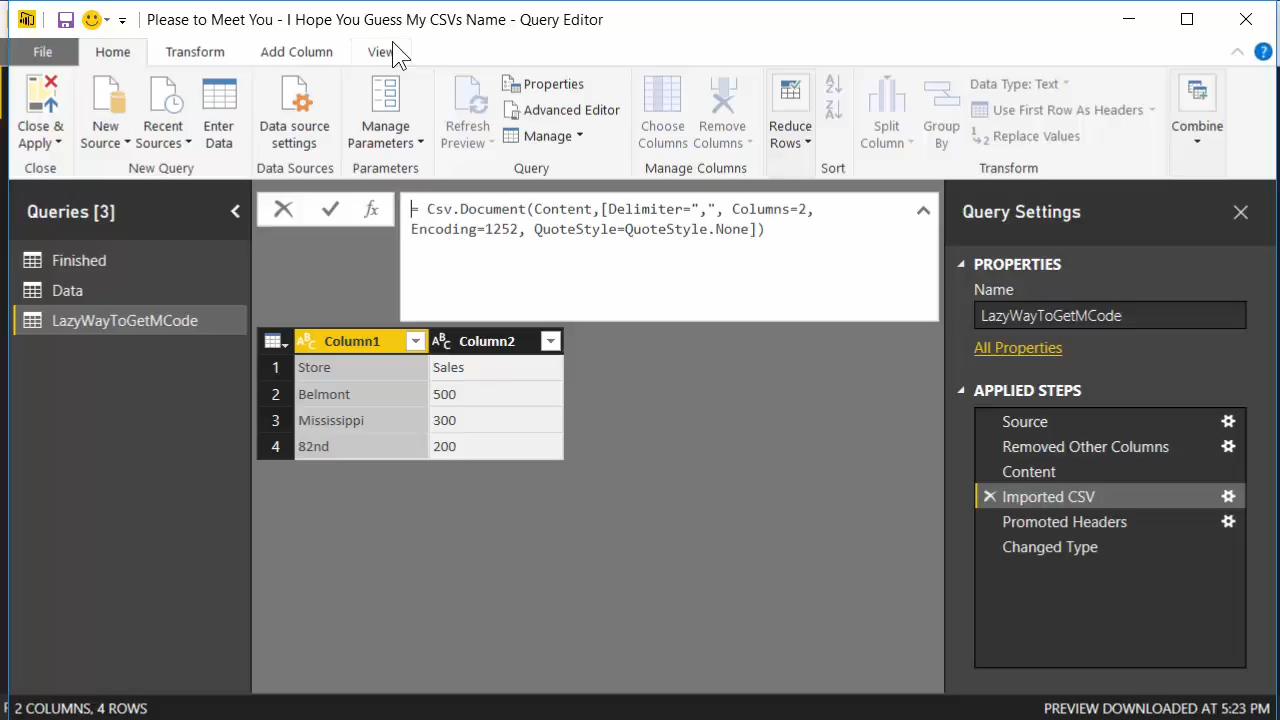 Please to Meet You - I Hope You Guess My CSVs Name - Query Editor
File
Home
Transform
Add Column
View
Close &
Apply
New
Source
Recent
Sources
Enter
Data
Data source
settings
Manage
Parameters
Refresh
Preview
Properties
Advanced Editor
Manage
Choose
Columns
Remove
Columns
Reduce
Rows
Split
Column
Group
By
Data Type: Text
Use First Row As Headers
Replace Values
Combine
Close
New Query
Data Sources
Parameters
Query
Manage Columns
Sort
Transform
Queries [3]
Finished
Data
LazyWayToGetMCode
fx
= Csv.Document(Content,[Delimiter=",", Columns=2,
Encoding=1252, QuoteStyle=QuoteStyle.None])
Column1 Column2
1 Store Sales
2 Belmont 500
3 Mississippi 300
4 82nd 200
Query Settings
PROPERTIES
Name
LazyWayToGetMCode
All Properties
APPLIED STEPS
Source
Removed Other Columns
Content
Imported CSV
Promoted Headers
Changed Type
2 COLUMNS, 4 ROWS
PREVIEW DOWNLOADED AT 5:23 PM